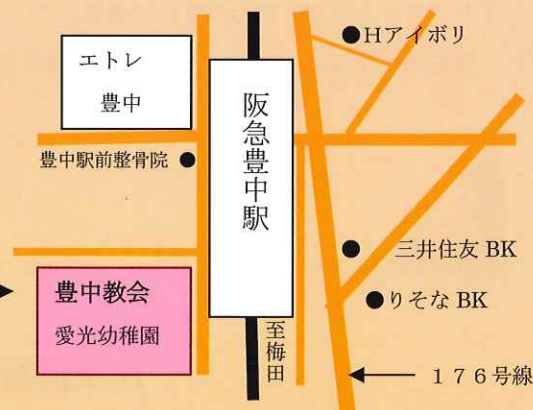 ●Hアイボリ
エトレ
豊中
阪急豊中駅
豊中駅前整骨院 ●
● 三井住友 BK
豊中教会
●りそな BK
愛光幼稚園
至梅田
176号線